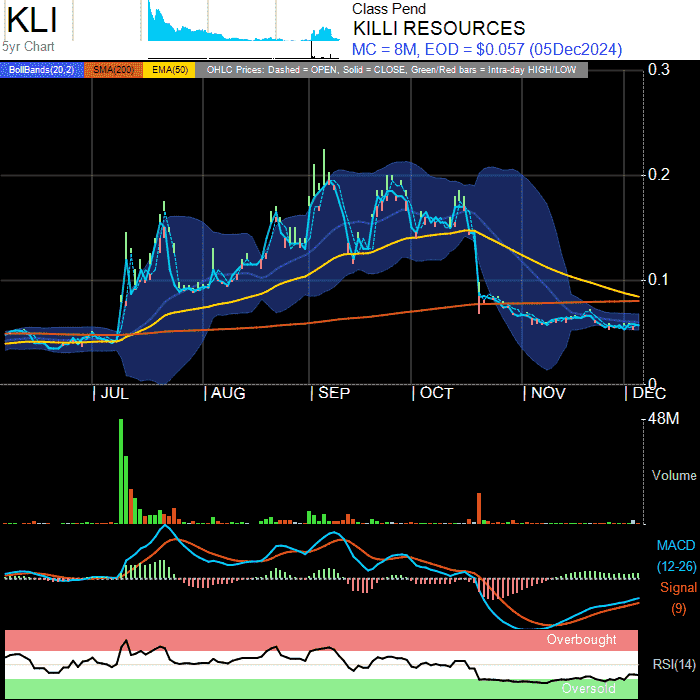 KLI
5yr Chart
Class Pend
KILLI RESOURCES
MC = 8M, EOD = $0.057 (05Dec2024)
BollBands(20,2) SMA(200) EMA(50) OHLC Prices: Dashed = OPEN, Solid = CLOSE, Green/Red bars = Intra-day HIGH/LOW
0.3
0.2
0.1
0
JUL AUG SEP OCT NOV DEC
48M
Volume
MACD
(12-26)
Signal
(9)
Overbought
RSI(14)
Oversold